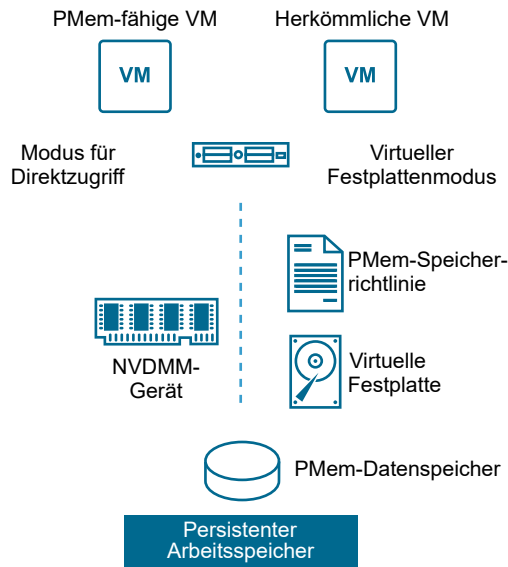 PMem-fähige VM
Herkömmliche VM
VM
VM
Modus für
Direktzugriff
Virtueller
Festplattenmodus
PMem-Speicher-
richtlinie
NVDMM-
Gerät
Virtuelle
Festplatte
PMem-Datenspeicher
Persistenter
Arbeitsspeicher